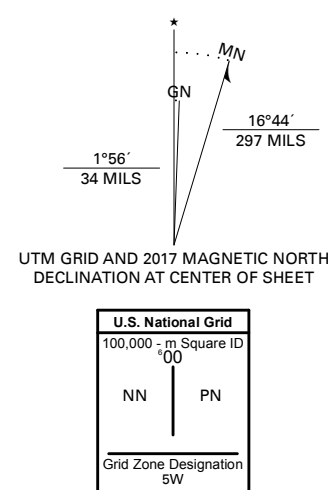 ★
MN
GN
16°44´
297 MILS
1°56´
34 MILS
UTM GRID AND 2017 MAGNETIC NORTH
DECLINATION AT CENTER OF SHEET
U.S. National Grid
100,000 - m Square ID
⁶00
NN PN
Grid Zone Designation
5W